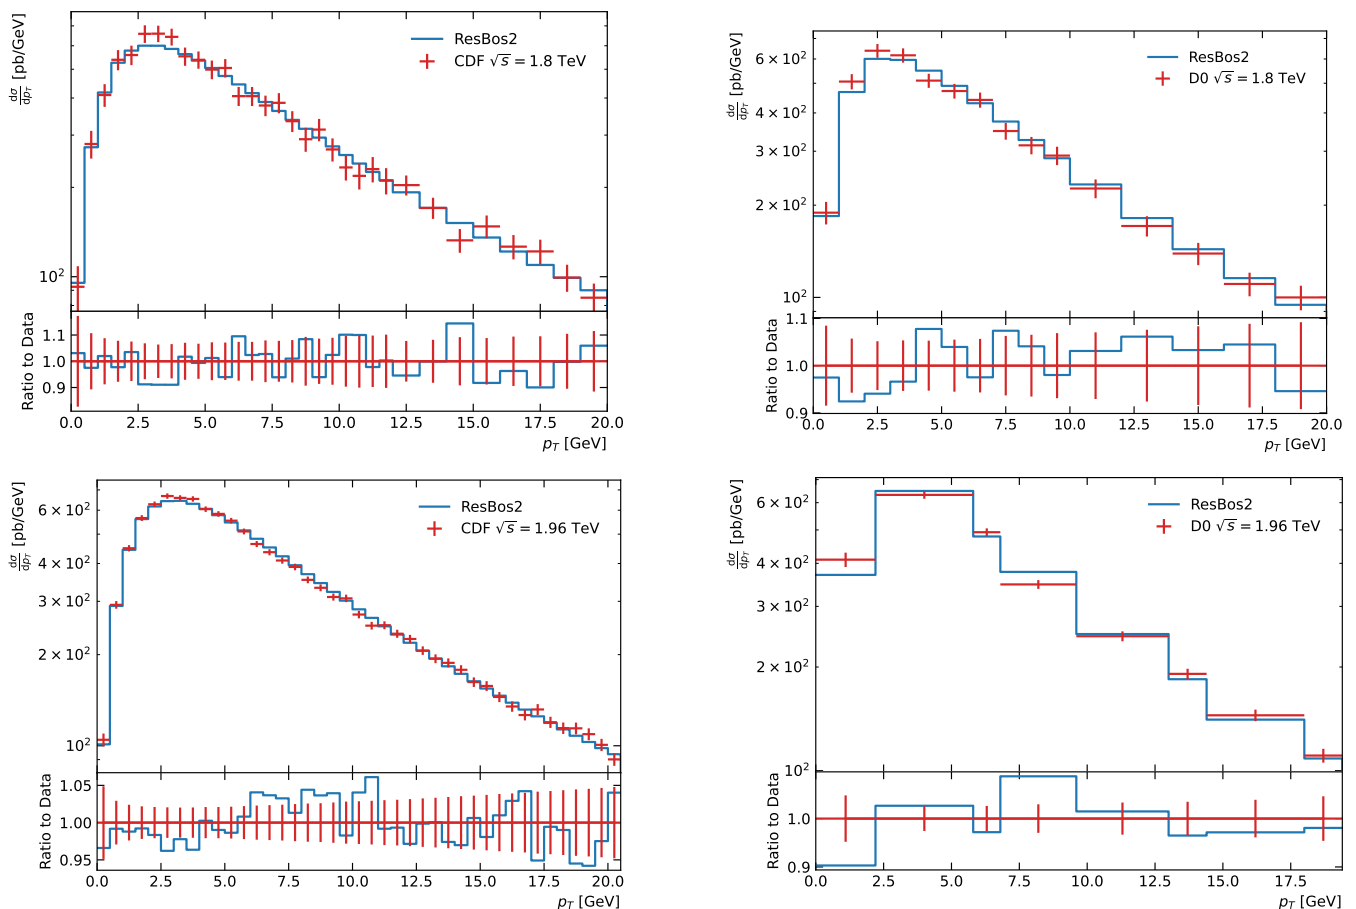 dσ/dp_T [pb/GeV]
ResBos2
CDF √s = 1.8 TeV
10²
Ratio to Data
1.1
1.0
0.9
0.0 2.5 5.0 7.5 10.0 12.5 15.0 17.5 20.0
p_T [GeV]
dσ/dp_T [pb/GeV]
ResBos2
D0 √s = 1.8 TeV
6 × 10²
4 × 10²
3 × 10²
2 × 10²
10²
Ratio to Data
1.1
1.0
0.9
0.0 2.5 5.0 7.5 10.0 12.5 15.0 17.5 20.0
p_T [GeV]
dσ/dp_T [pb/GeV]
ResBos2
CDF √s = 1.96 TeV
6 × 10²
4 × 10²
3 × 10²
2 × 10²
10²
Ratio to Data
1.05
1.00
0.95
0.0 2.5 5.0 7.5 10.0 12.5 15.0 17.5 20.0
p_T [GeV]
dσ/dp_T [pb/GeV]
ResBos2
D0 √s = 1.96 TeV
6 × 10²
4 × 10²
3 × 10²
2 × 10²
10²
Ratio to Data
1.0
0.9
0.0 2.5 5.0 7.5 10.0 12.5 15.0 17.5
p_T [GeV]